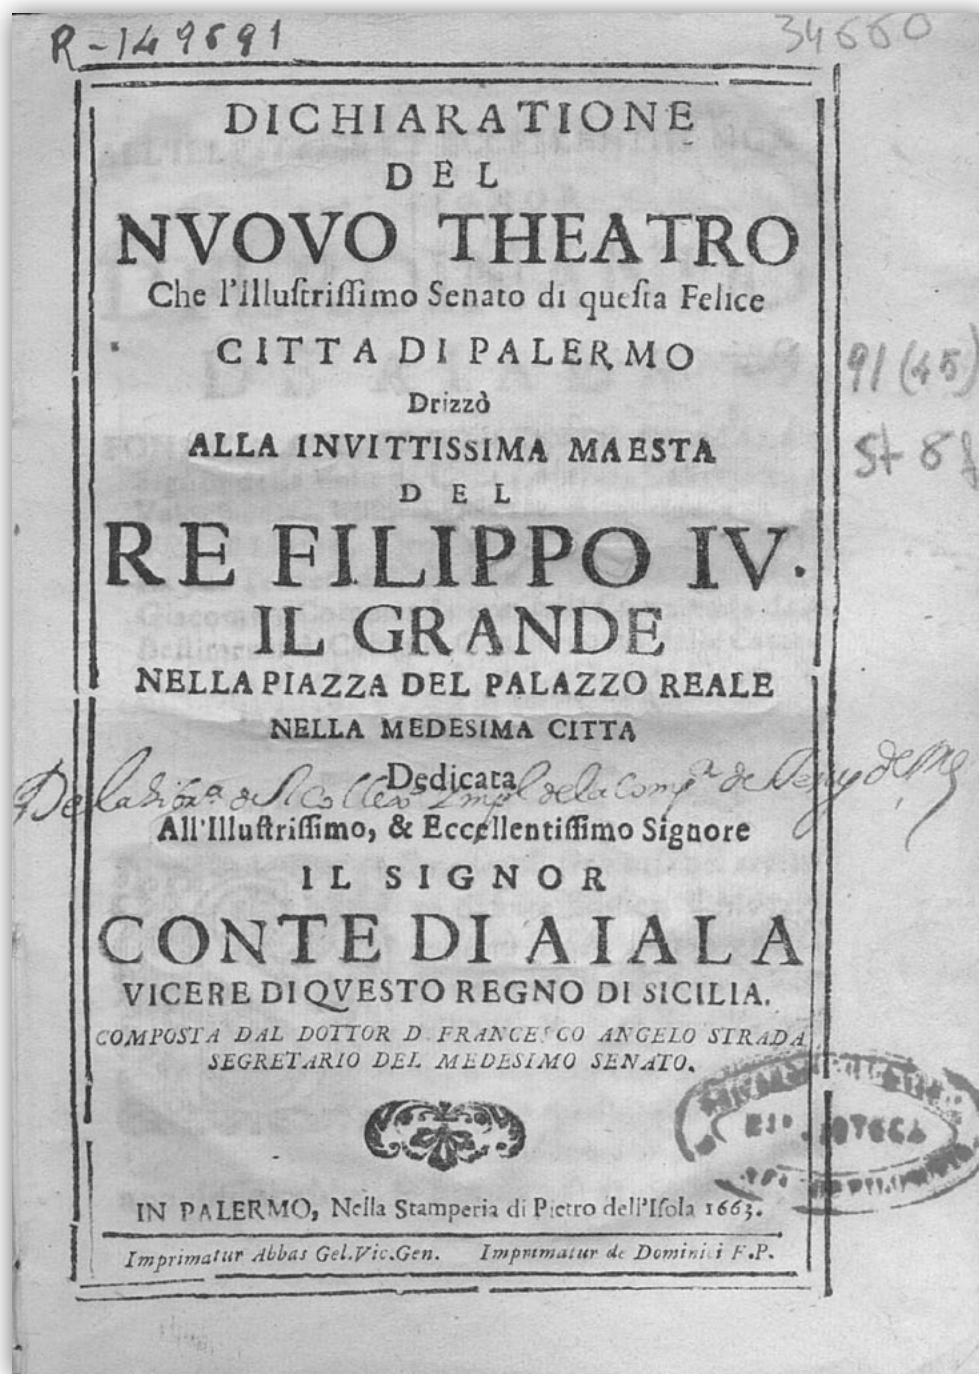 R-149691
34660
DICHIARATIONE
DEL
NVOVO THEATRO
Che l'illuſtriſſimo Senato di queſta Felice
CITTA DI PALERMO
Drizzò
ALLA INVITTISSIMA MAESTA
DEL
RE FILIPPO IV.
IL GRANDE
NELLA PIAZZA DEL PALAZZO REALE
NELLA MEDESIMA CITTA
Dedicata
All'Illuſtriſſimo, & Eccellentiſſimo Signore
IL SIGNOR
CONTE DI AIALA
VICERE DI QVESTO REGNO DI SICILIA.
COMPOSTA DAL DOTTOR D. FRANCESCO ANGELO STRADA
SEGRETARIO DEL MEDESIMO SENATO.
IN PALERMO, Nella Stamperia di Pietro dell'Iſola 1663.
Imprimatur Abbas Gel.Vic.Gen. Imprimatur de Dominici F.P.
91 (45)